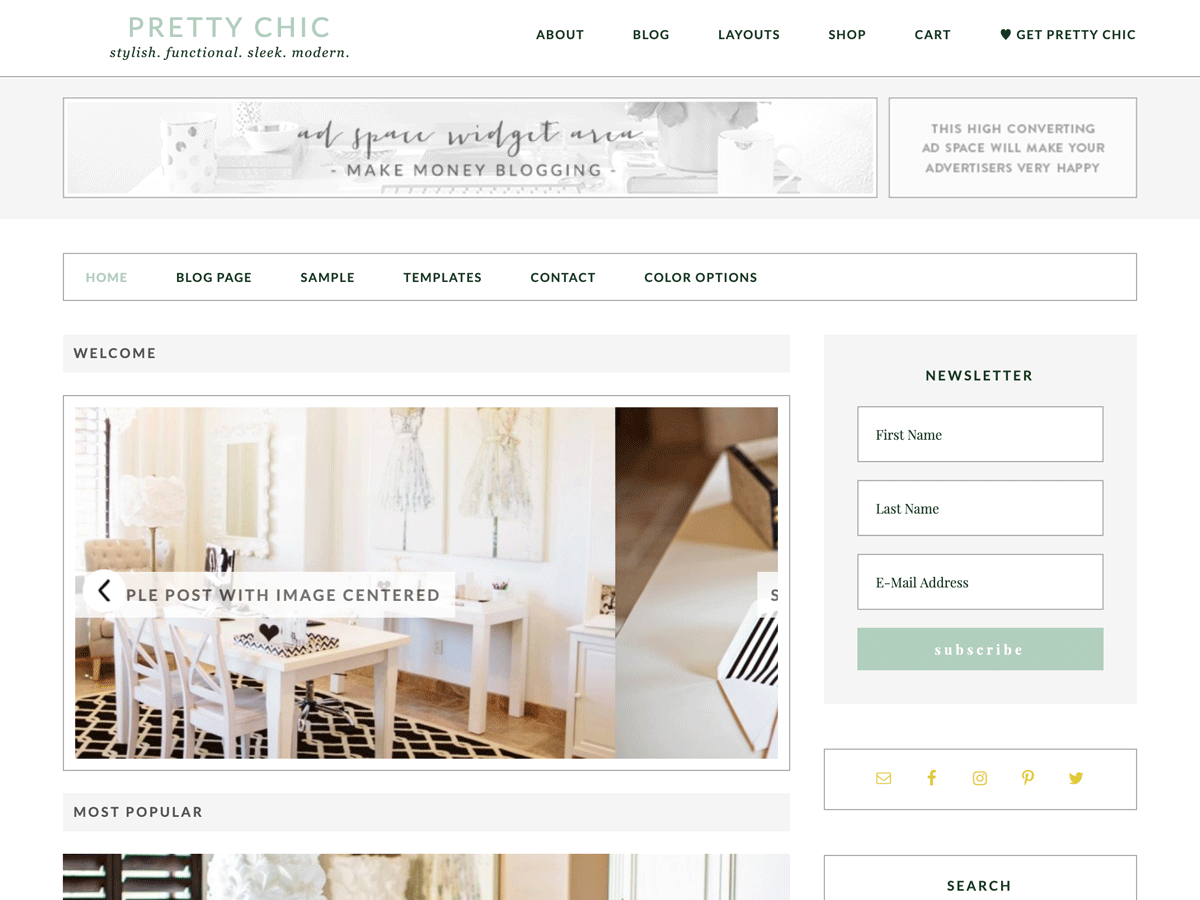 PRETTY CHIC
stylish. functional. sleek. modern.
ABOUT BLOG LAYOUTS SHOP CART GET PRETTY CHIC
ad space widget area
- MAKE MONEY BLOGGING -
THIS HIGH CONVERTING
AD SPACE WILL MAKE YOUR
ADVERTISERS VERY HAPPY
HOME BLOG PAGE SAMPLE TEMPLATES CONTACT COLOR OPTIONS
WELCOME
PLE POST WITH IMAGE CENTERED
S
MOST POPULAR
NEWSLETTER
First Name
Last Name
E-Mail Address
subscribe
SEARCH